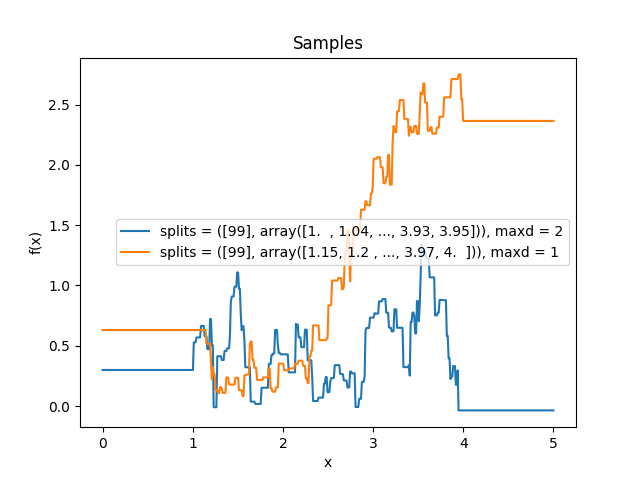 Samples
2.5
2.0
1.5
1.0
0.5
0.0
f(x)
splits = ([99], array([1.  , 1.04, ..., 3.93, 3.95])), maxd = 2
splits = ([99], array([1.15, 1.2 , ..., 3.97, 4.  ])), maxd = 1
0 1 2 3 4 5
x